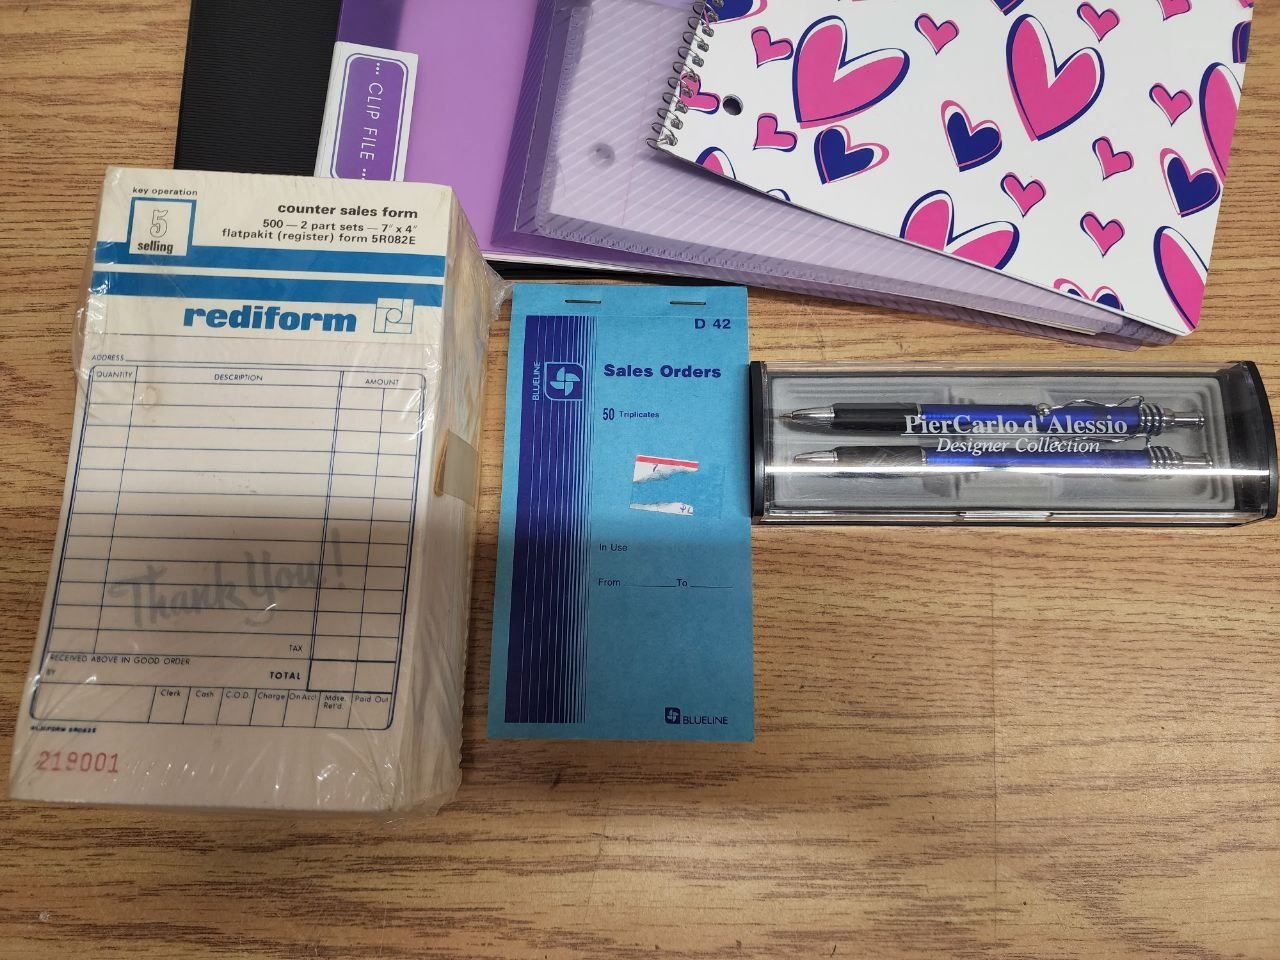 ••• CLIP FILE •••
key operation
5
selling
counter sales form
500 — 2 part sets — 7" x 4"
flatpakit (register) form 5R082E
rediform
ADDRESS
QUANTITY DESCRIPTION AMOUNT
Thank You!
TAX
RECEIVED ABOVE IN GOOD ORDER
BY TOTAL
Clerk Cash C.O.D. Charge On Acct. Mdse. Ret'd. Paid Out
219001
D 42
BLUELINE
Sales Orders
50 Triplicates
In Use
From To
BLUELINE
PierCarlo d'Alessio
Designer Collection